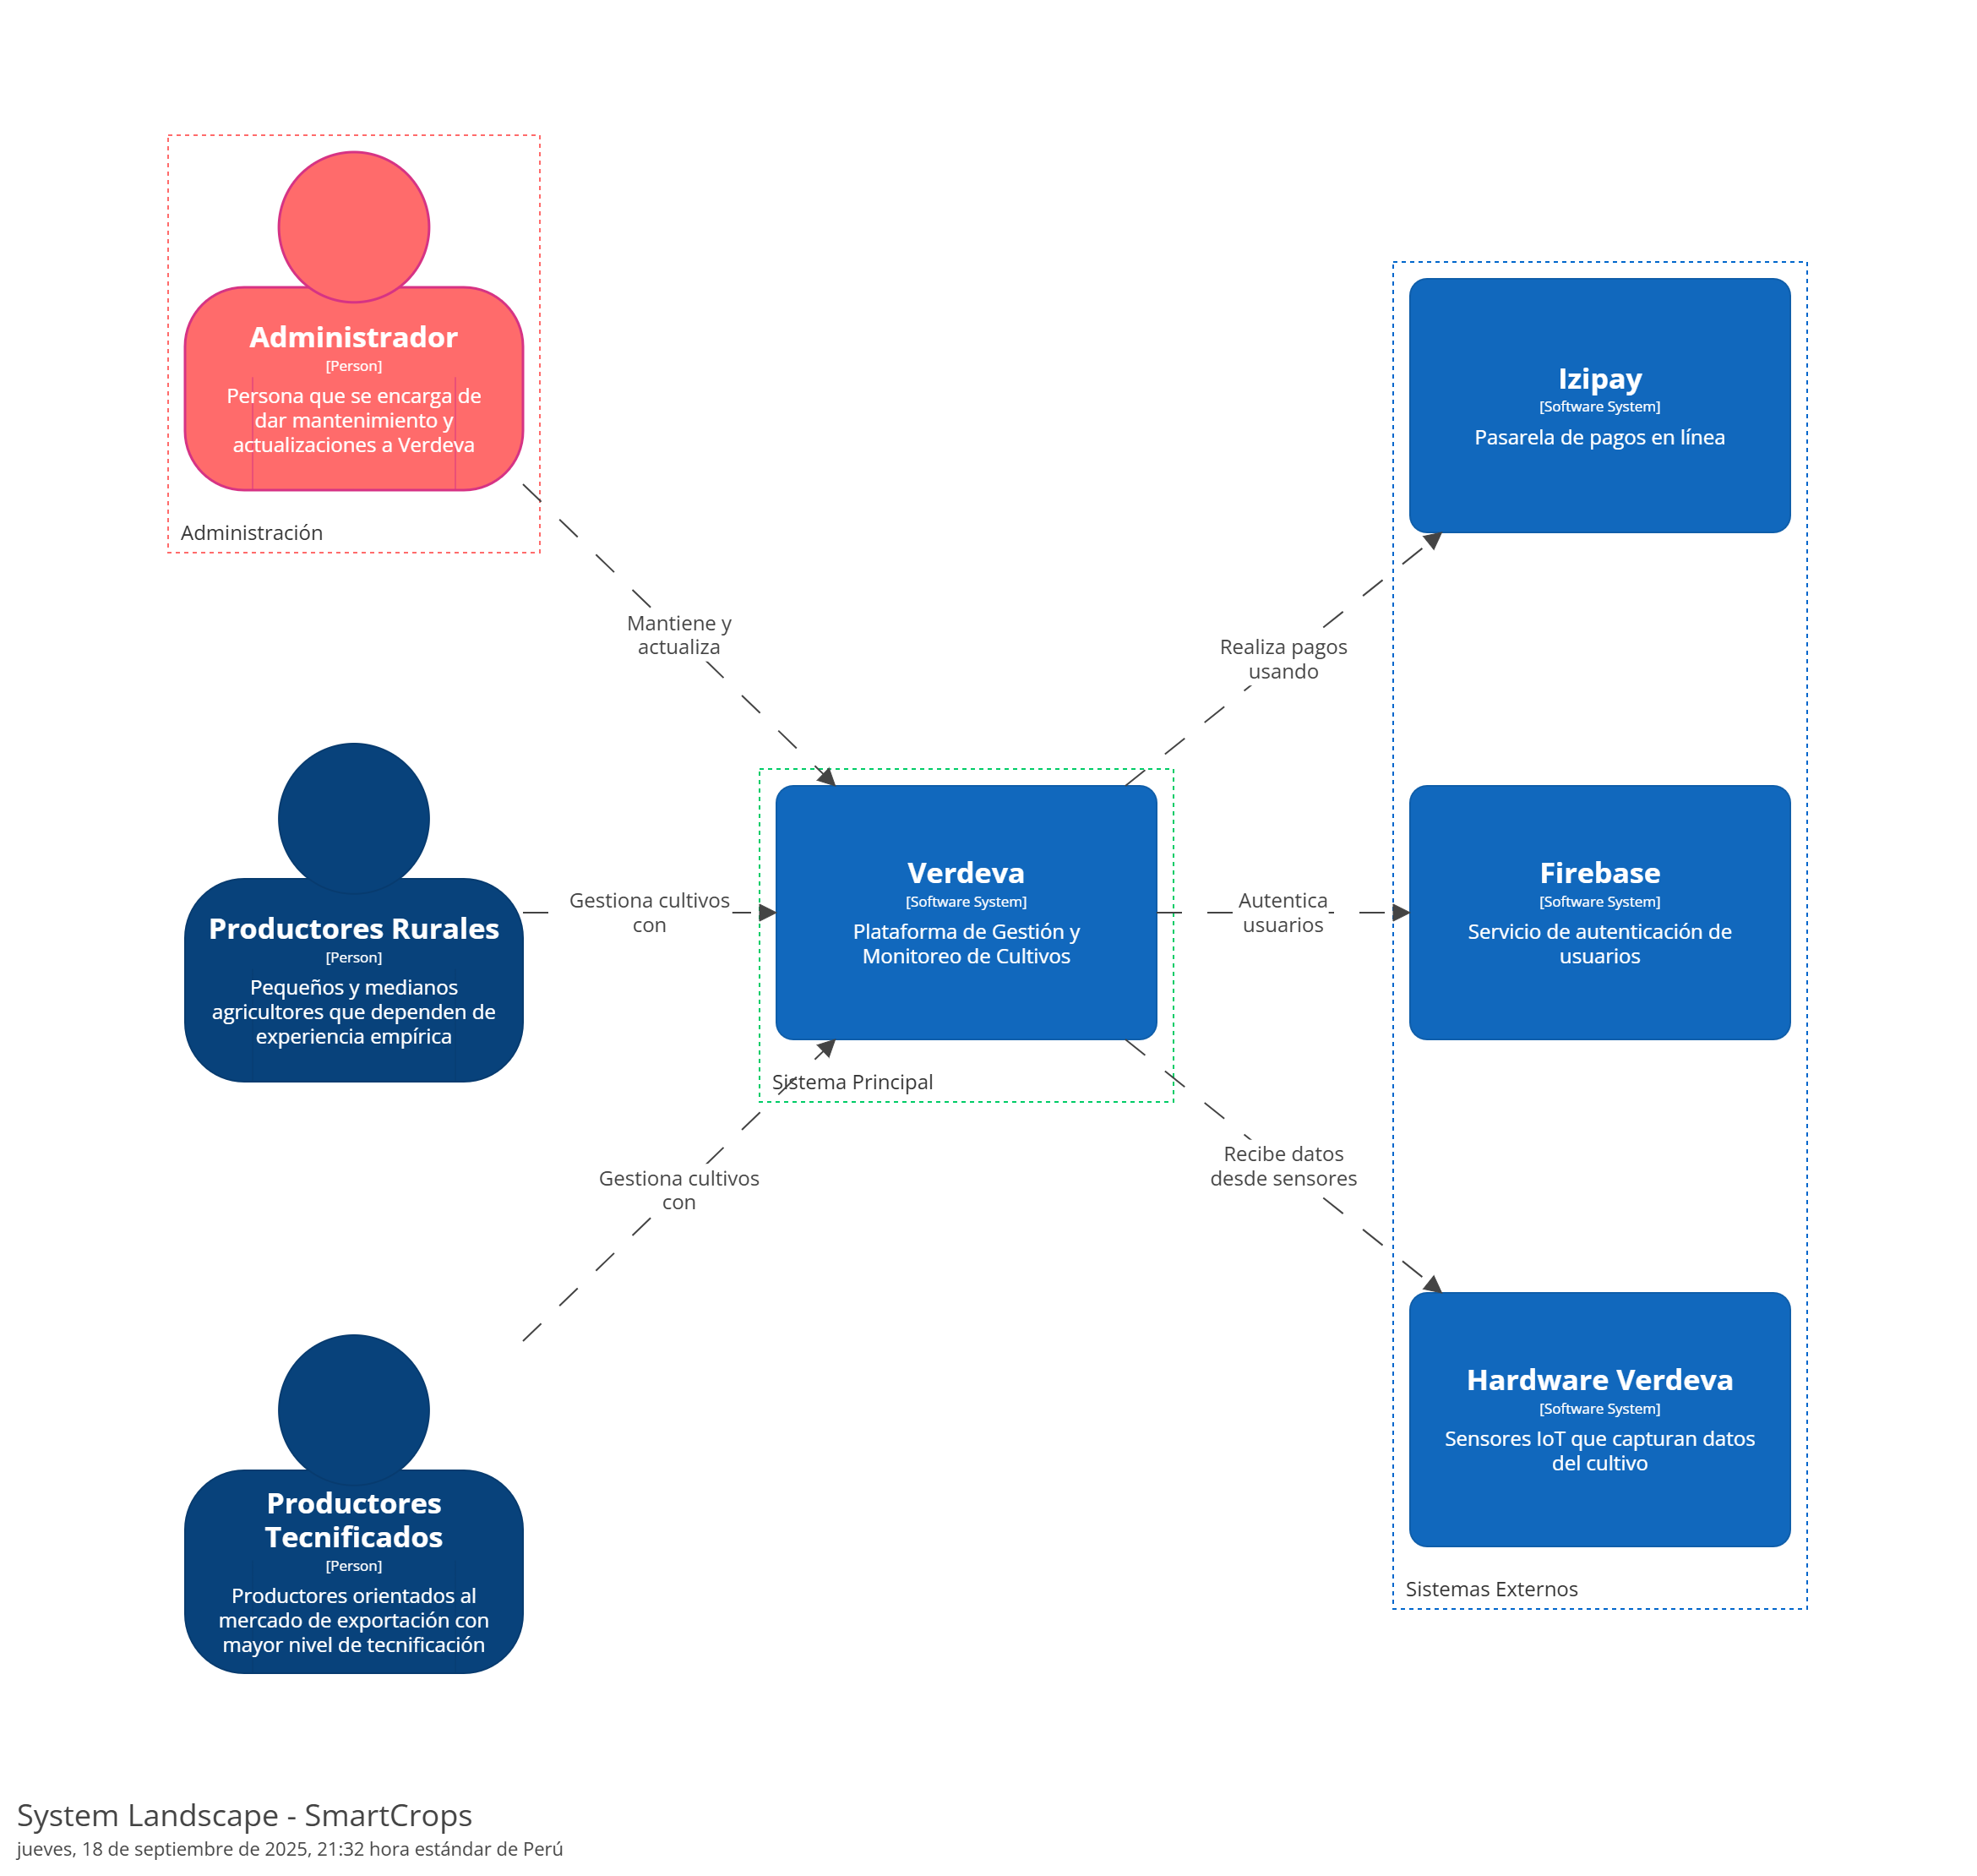 Administrador
[Person]
Persona que se encarga de
dar mantenimiento y
actualizaciones a Verdeva
Administración
Mantiene y
actualiza
Productores Rurales
[Person]
Pequeños y medianos
agricultores que dependen de
experiencia empírica
Gestiona cultivos
con
Productores
Tecnificados
[Person]
Productores orientados al
mercado de exportación con
mayor nivel de tecnificación
Gestiona cultivos
con
Verdeva
[Software System]
Plataforma de Gestión y
Monitoreo de Cultivos
Sistema Principal
Realiza pagos
usando
Autentica
usuarios
Recibe datos
desde sensores
Izipay
[Software System]
Pasarela de pagos en línea
Firebase
[Software System]
Servicio de autenticación de
usuarios
Hardware Verdeva
[Software System]
Sensores IoT que capturan datos
del cultivo
Sistemas Externos
System Landscape - SmartCrops
jueves, 18 de septiembre de 2025, 21:32 hora estándar de Perú